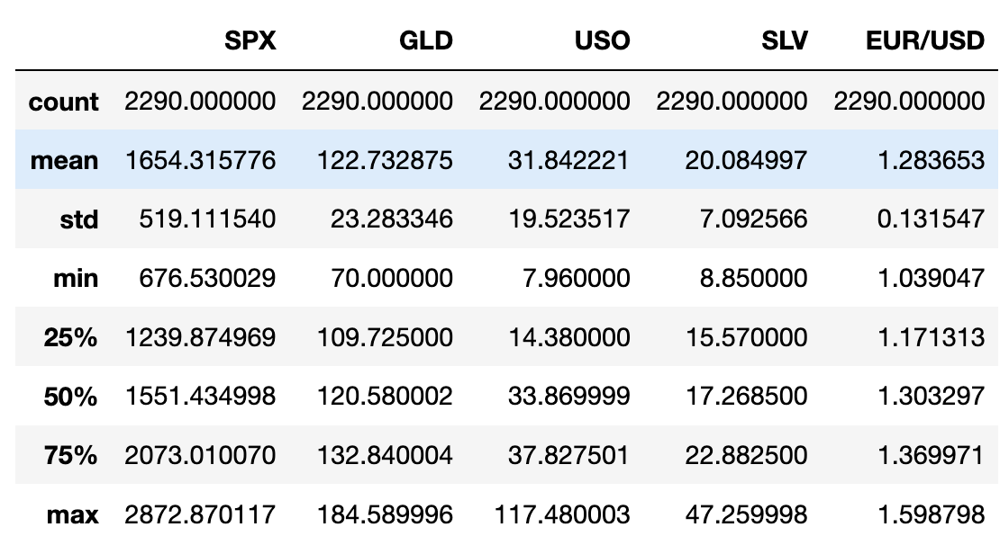 SPX GLD USO SLV EUR/USD
count 2290.000000 2290.000000 2290.000000 2290.000000 2290.000000
mean 1654.315776 122.732875 31.842221 20.084997 1.283653
std 519.111540 23.283346 19.523517 7.092566 0.131547
min 676.530029 70.000000 7.960000 8.850000 1.039047
25% 1239.874969 109.725000 14.380000 15.570000 1.171313
50% 1551.434998 120.580002 33.869999 17.268500 1.303297
75% 2073.010070 132.840004 37.827501 22.882500 1.369971
max 2872.870117 184.589996 117.480003 47.259998 1.598798